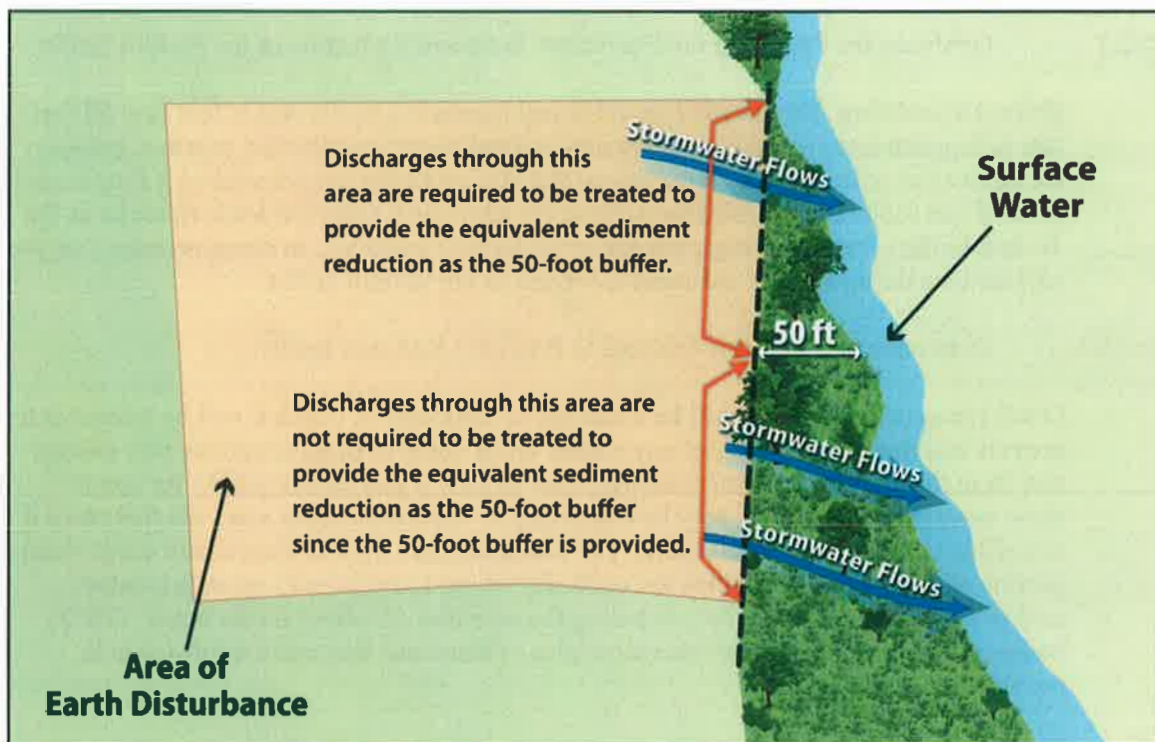 Discharges through this
area are required to be treated to
provide the equivalent sediment
reduction as the 50-foot buffer.
Stormwater Flows
Surface
Water
50 ft
Discharges through this area are
not required to be treated to
provide the equivalent sediment
reduction as the 50-foot buffer
since the 50-foot buffer is provided.
Stormwater Flows
Stormwater Flows
Area of
Earth Disturbance